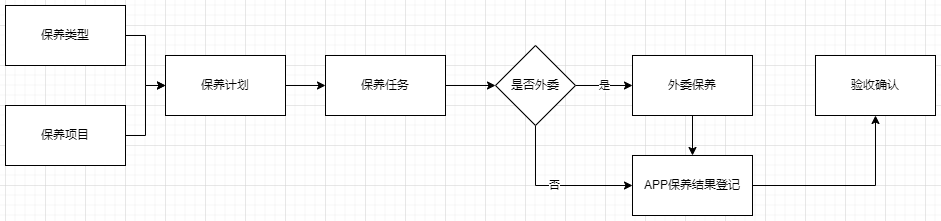 保养类型
保养项目
保养计划
保养任务
是否外委
是
否
外委保养
APP保养结果登记
验收确认